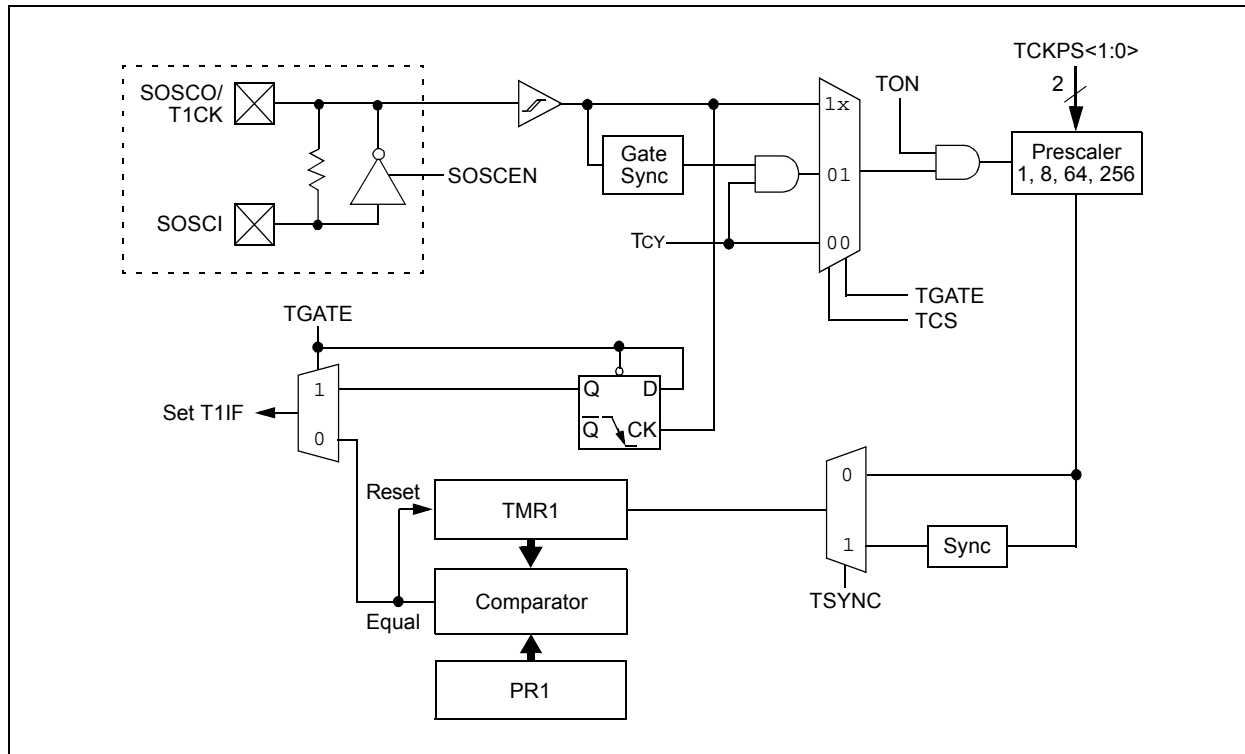 TCKPS<1:0>
2
TON
SOSCO/
T1CK
1x
Gate
Sync
Prescaler
1, 8, 64, 256
SOSCEN
01
SOSCI
TCY
00
TGATE
TCS
TGATE
1
Q
D
Set T1IF
Q
CK
0
Reset
TMR1
0
1
Sync
Comparator
TSYNC
Equal
PR1